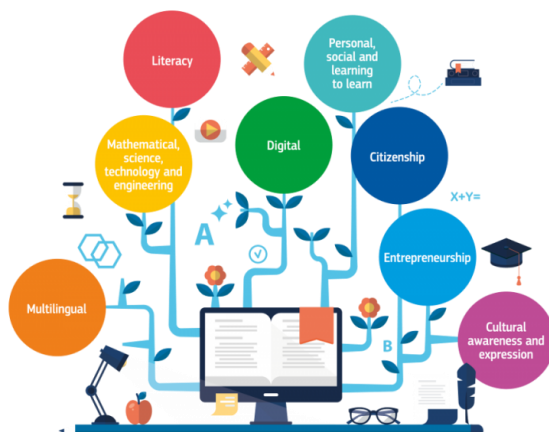 Literacy
Personal,
social and
learning
to learn
Mathematical,
science,
technology and
engineering
Digital
Citizenship
X+Y=
A
Entrepreneurship
Multilingual
B
Cultural
awareness and
expression